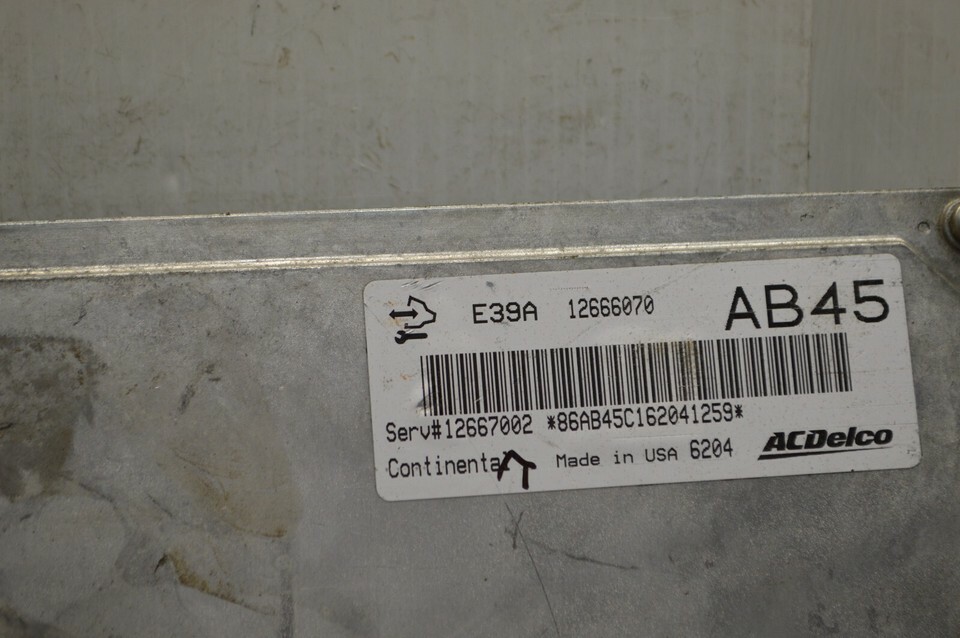 E39A 12666070 AB45
Serv#12667002 *86AB45C162041259*
Continental Made in USA 6204 ACDelco